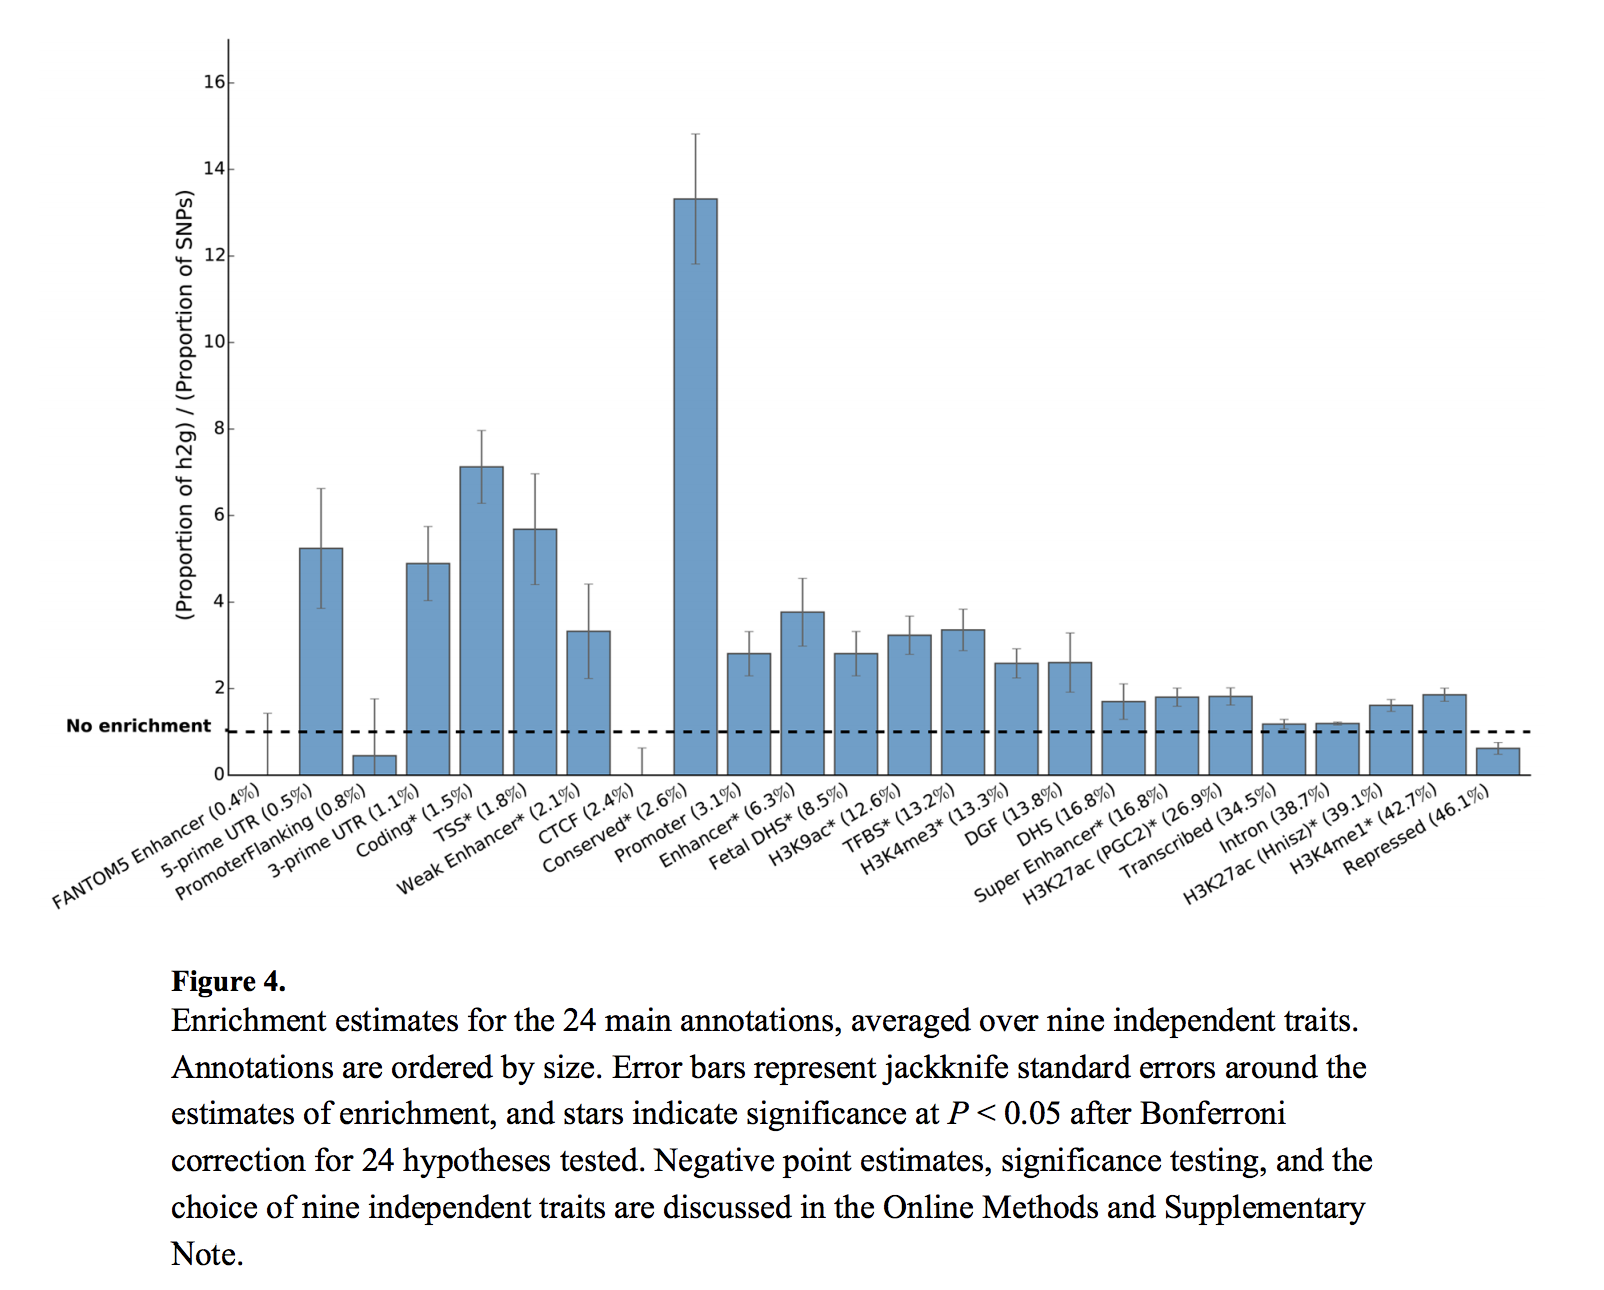 16
14
12
10
8
6
4
2
0
(Proportion of h2g) / (Proportion of SNPs)
No enrichment
FANTOM5 Enhancer (0.4%)
5-prime UTR (0.5%)
PromoterFlanking (0.8%)
3-prime UTR (1.1%)
Coding* (1.5%)
TSS* (1.8%)
Weak Enhancer* (2.1%)
CTCF (2.4%)
Conserved* (2.6%)
Promoter (3.1%)
Enhancer* (6.3%)
Fetal DHS* (8.5%)
H3K9ac* (12.6%)
TFBS* (13.2%)
H3K4me3* (13.3%)
DGF (13.8%)
DHS (16.8%)
Super Enhancer* (16.8%)
H3K27ac (PGC2)* (26.9%)
Transcribed (34.5%)
Intron (38.7%)
H3K27ac (Hnisz)* (39.1%)
H3K4me1* (42.7%)
Repressed (46.1%)
Figure 4.
Enrichment estimates for the 24 main annotations, averaged over nine independent traits.
Annotations are ordered by size. Error bars represent jackknife standard errors around the
estimates of enrichment, and stars indicate significance at P < 0.05 after Bonferroni
correction for 24 hypotheses tested. Negative point estimates, significance testing, and the
choice of nine independent traits are discussed in the Online Methods and Supplementary
Note.